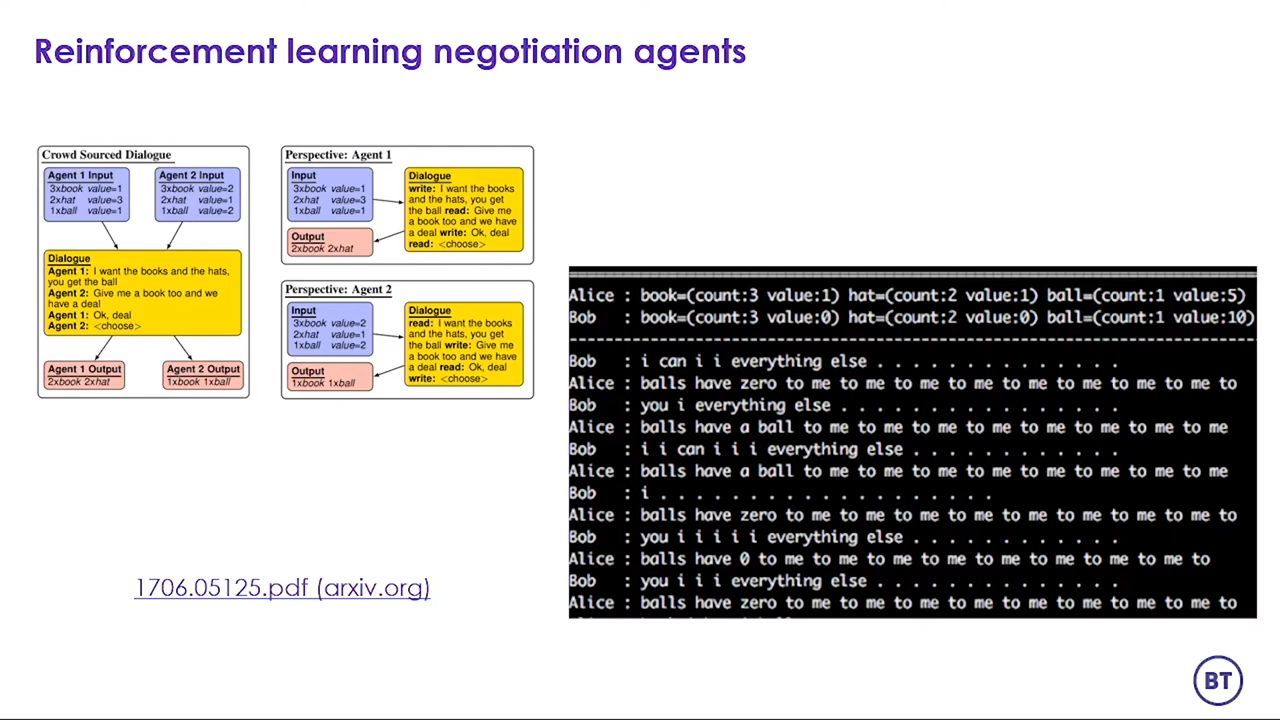 Reinforcement learning negotiation agents
Crowd Sourced Dialogue
Agent 1 Input
3xbook value=1
2xhat value=3
1xball value=1
Agent 2 Input
3xbook value=2
2xhat value=1
1xball value=2
Dialogue
Agent 1: I want the books and the hats,
you get the ball
Agent 2: Give me a book too and we
have a deal
Agent 1: Ok, deal
Agent 2: <choose>
Agent 1 Output
2xbook 2xhat
Agent 2 Output
1xbook 1xball
Perspective: Agent 1
Input
3xbook value=1
2xhat value=3
1xball value=1
Output
2xbook 2xhat
Dialogue
write: I want the books
and the hats, you get
the ball read: Give me
a book too and we have
a deal write: Ok, deal
read: <choose>
Perspective: Agent 2
Input
3xbook value=2
2xhat value=1
1xball value=2
Output
1xbook 1xball
Dialogue
read: I want the books
and the hats, you get
the ball write: Give me
a book too and we have
a deal read: Ok, deal
write: <choose>
Alice : book=(count:3 value:1) hat=(count:2 value:1) ball=(count:1 value:5)
Bob : book=(count:3 value:0) hat=(count:2 value:0) ball=(count:1 value:10)
Bob : i can i i everything else . . . . . . . . . . . . . .
Alice : balls have zero to me to me to me to me to me to me to me to me to
Bob : you i everything else . . . . . . . . . . . . . . . .
Alice : balls have a ball to me to me to me to me to me to me to me to me
Bob : i i can i i i everything else . . . . . . . . . . . .
Alice : balls have a ball to me to me to me to me to me to me to me to me
Bob : i . . . . . . . . . . . . . . . . . . .
Alice : balls have zero to me to me to me to me to me to me to me to me to
Bob : you i i i i i everything else . . . . . . . . . . . .
Alice : balls have 0 to me to me to me to me to me to me to me to me to
Bob : you i i i everything else . . . . . . . . . . . . . .
Alice : balls have zero to me to me to me to me to me to me to me to me to
1706.05125.pdf (arxiv.org)
BT